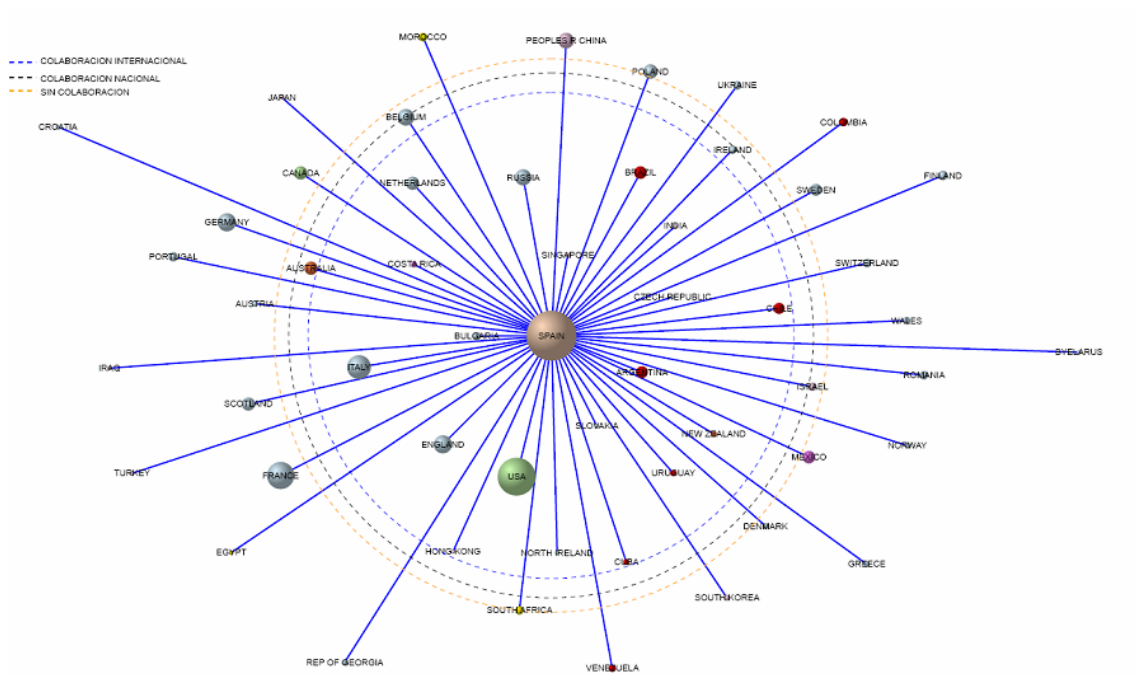 MOROCCO
PEOPLES R CHINA
COLABORACION INTERNACIONAL
COLABORACION NACIONAL
SIN COLABORACION
POLAND
UKRAINE
JAPAN
BELGIUM
COLOMBIA
CROATIA
IRELAND
CANADA
NETHERLANDS
RUSSIA
BRAZIL
FINLAND
SWEDEN
GERMANY
INDIA
PORTUGAL
SINGAPORE
AUSTRALIA
COSTA RICA
SWITZERLAND
CZECH REPUBLIC
AUSTRIA
CHILE
WALES
BULGARIA
SPAIN
BYELARUS
IRAQ
ITALY
ARGENTINA
ROMANIA
ISRAEL
SCOTLAND
SLOVAKIA
NEW ZEALAND
ENGLAND
NORWAY
MEXICO
TURKEY
FRANCE
USA
URUGUAY
DENMARK
EGYPT
HONG KONG
NORTH IRELAND
CUBA
GREECE
SOUTH KOREA
SOUTH AFRICA
REP OF GEORGIA
VENEZUELA